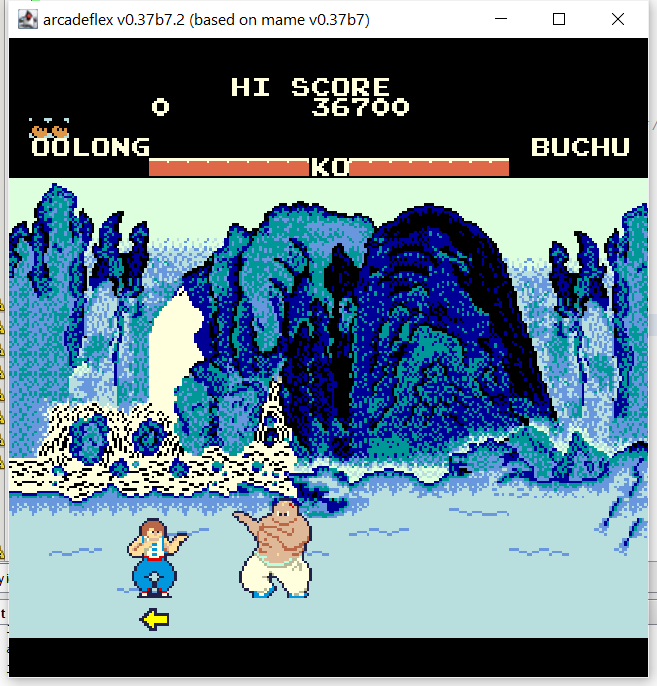 arcadeflex v0.37b7.2 (based on mame v0.37b7)
HI SCORE
0 36700
OOLONG BUCHU
KO